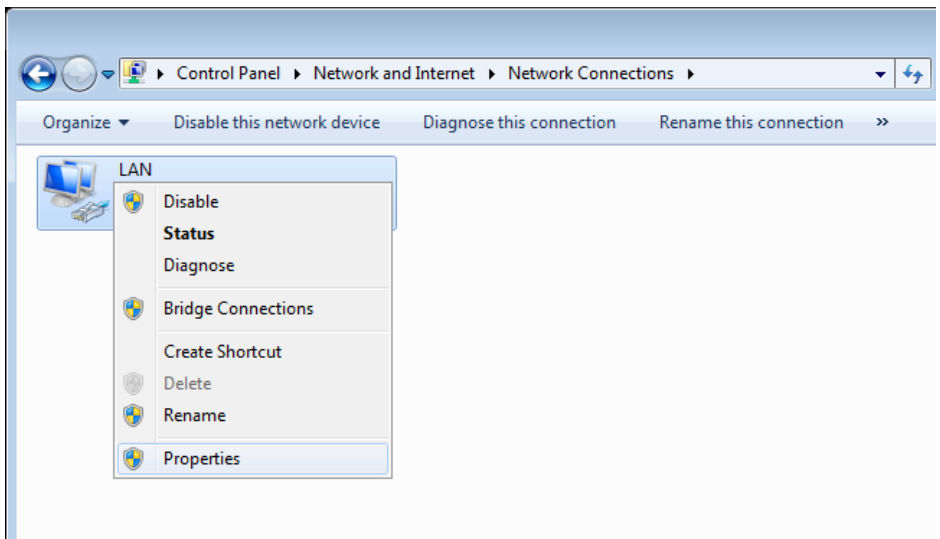 Control Panel Network and Internet Network Connections
Organize Disable this network device Diagnose this connection Rename this connection »
LAN
Disable
Status
Diagnose
Bridge Connections
Create Shortcut
Delete
Rename
Properties